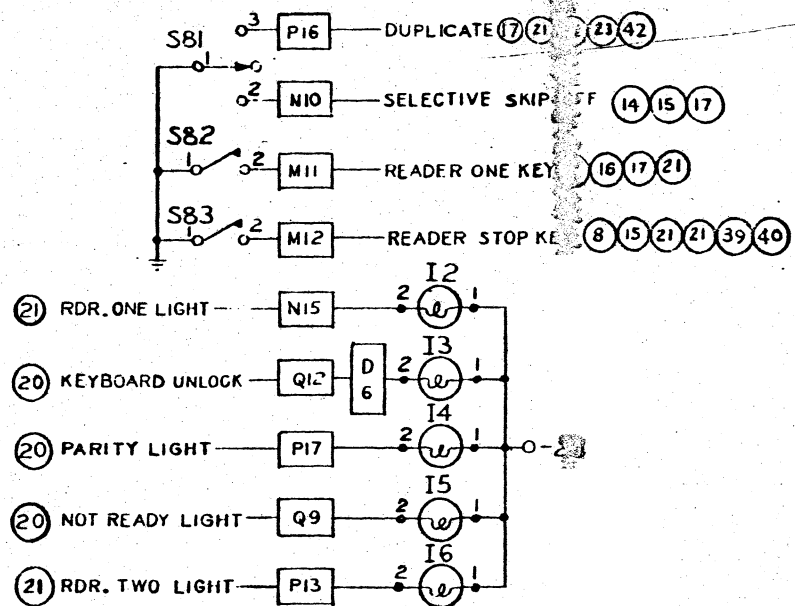 3 P16 DUPLICATE 17 21 23 42
S81
1
2 N10 SELECTIVE SKIP 14 15 17
S82
1 2 M11 READER ONE KEY 16 17 21
S83
1 2 M12 READER STOP 8 15 21 21 39 40
I2
21 RDR. ONE LIGHT N15 2 1
I3
20 KEYBOARD UNLOCK Q12 D 6 2 1
I4
20 PARITY LIGHT P17 2 1
I5
20 NOT READY LIGHT Q9 2 1
I6
21 RDR. TWO LIGHT P13 2 1